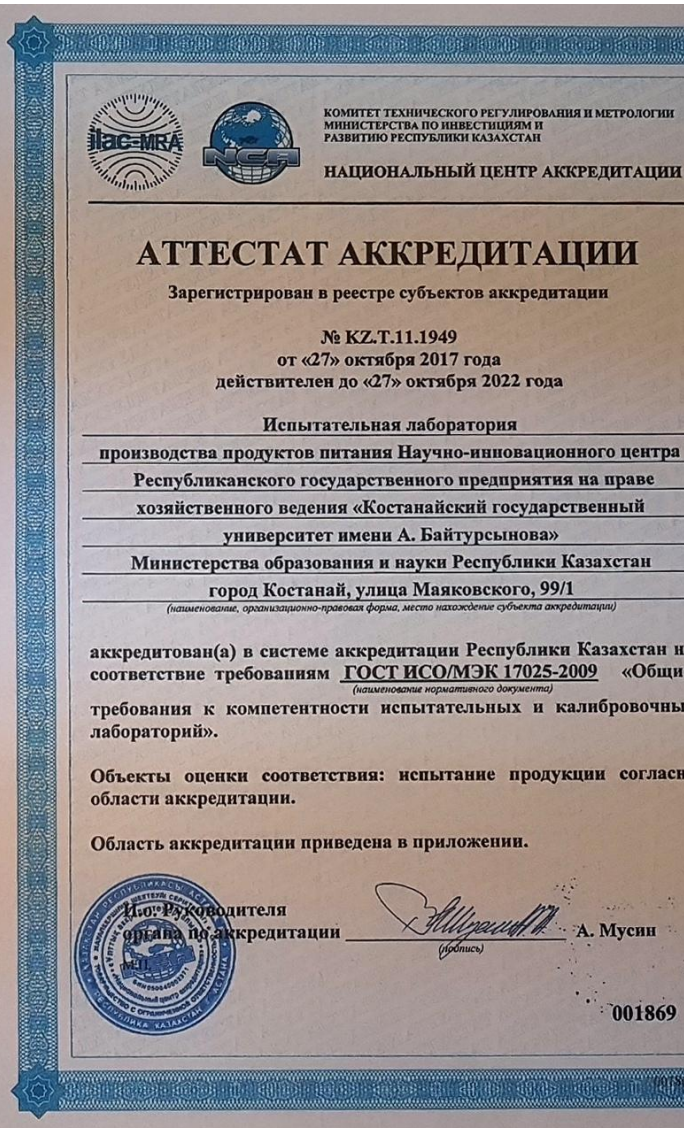 ilac-MRA
NCA
КОМИТЕТ ТЕХНИЧЕСКОГО РЕГУЛИРОВАНИЯ И МЕТРОЛОГИИ
МИНИСТЕРСТВА ПО ИНВЕСТИЦИЯМ И
РАЗВИТИЮ РЕСПУБЛИКИ КАЗАХСТАН
НАЦИОНАЛЬНЫЙ ЦЕНТР АККРЕДИТАЦИИ
АТТЕСТАТ АККРЕДИТАЦИИ
Зарегистрирован в реестре субъектов аккредитации
№ KZ.T.11.1949
от «27» октября 2017 года
действителен до «27» октября 2022 года
Испытательная лаборатория
производства продуктов питания Научно-инновационного центра
Республиканского государственного предприятия на праве
хозяйственного ведения «Костанайский государственный
университет имени А. Байтурсынова»
Министерства образования и науки Республики Казахстан
город Костанай, улица Маяковского, 99/1
(наименование, организационно-правовая форма, место нахождение субъекта аккредитации)
аккредитован(а) в системе аккредитации Республики Казахстан н
соответствие требованиям ГОСТ ИСО/МЭК 17025-2009 «Общи
(наименование нормативного документа)
требования к компетентности испытательных и калибровочны
лабораторий».
Объекты оценки соответствия: испытание продукции согласн
области аккредитации.
Область аккредитации приведена в приложении.
И.о. Руководителя
органа по аккредитации
А. Мусин
(подпись)
М.П.
001869